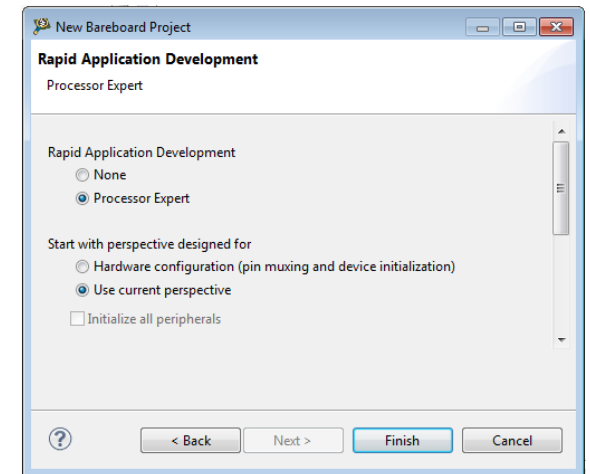 New Bareboard Project
Rapid Application Development
Processor Expert
Rapid Application Development
None
Processor Expert
Start with perspective designed for
Hardware configuration (pin muxing and device initialization)
Use current perspective
Initialize all peripherals
?
< Back Next > Finish Cancel